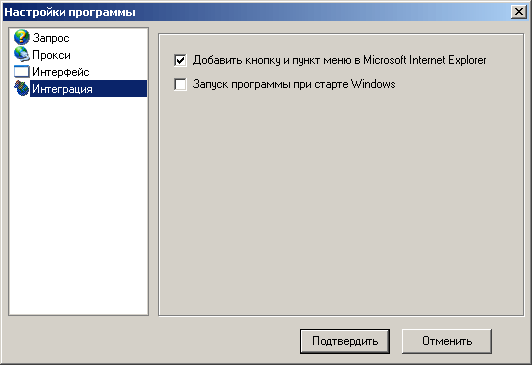 Настройки программы
Запрос
Прокси
Интерфейс
Интеграция
Добавить кнопку и пункт меню в Microsoft Internet Explorer
Запуск программы при старте Windows
Подтвердить
Отменить